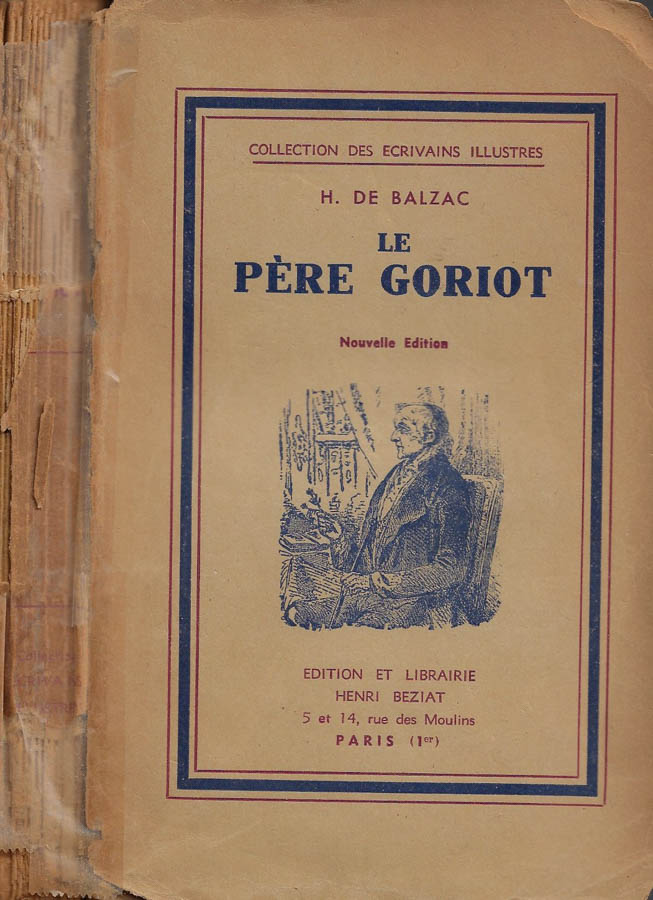 COLLECTION DES ECRIVAINS ILLUSTRES
H. DE BALZAC
LE
PÈRE GORIOT
Nouvelle Edition
EDITION ET LIBRAIRIE
HENRI BEZIAT
5 et 14, rue des Moulins
PARIS (1er)